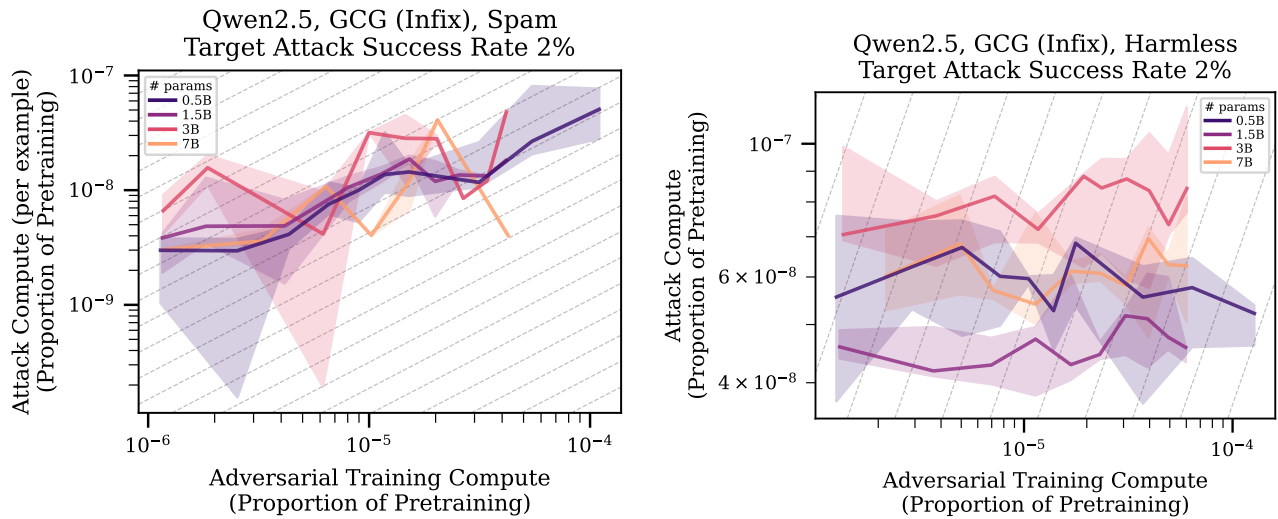 Qwen2.5, GCG (Infix), Spam
Target Attack Success Rate 2%
Attack Compute (per example)
(Proportion of Pretraining)
10⁻⁷
10⁻⁸
10⁻⁹
# params
0.5B
1.5B
3B
7B
10⁻⁶
10⁻⁵
10⁻⁴
Adversarial Training Compute
(Proportion of Pretraining)
Qwen2.5, GCG (Infix), Harmless
Target Attack Success Rate 2%
Attack Compute
(Proportion of Pretraining)
10⁻⁷
6 × 10⁻⁸
4 × 10⁻⁸
# params
0.5B
1.5B
3B
7B
10⁻⁵
10⁻⁴
Adversarial Training Compute
(Proportion of Pretraining)